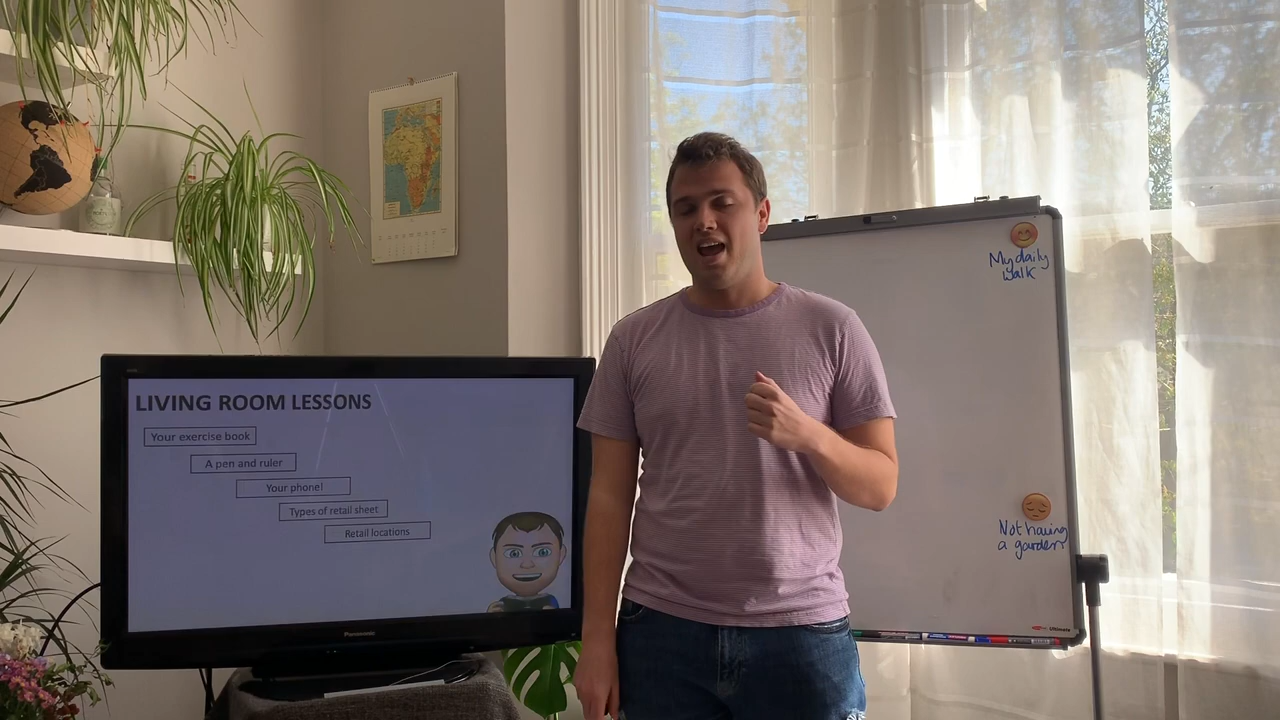 LIVING ROOM LESSONS
Your exercise book
A pen and ruler
Your phone!
Types of retail sheet
Retail locations
Panasonic
My daily
walk
Not having
a garden
Ultimate